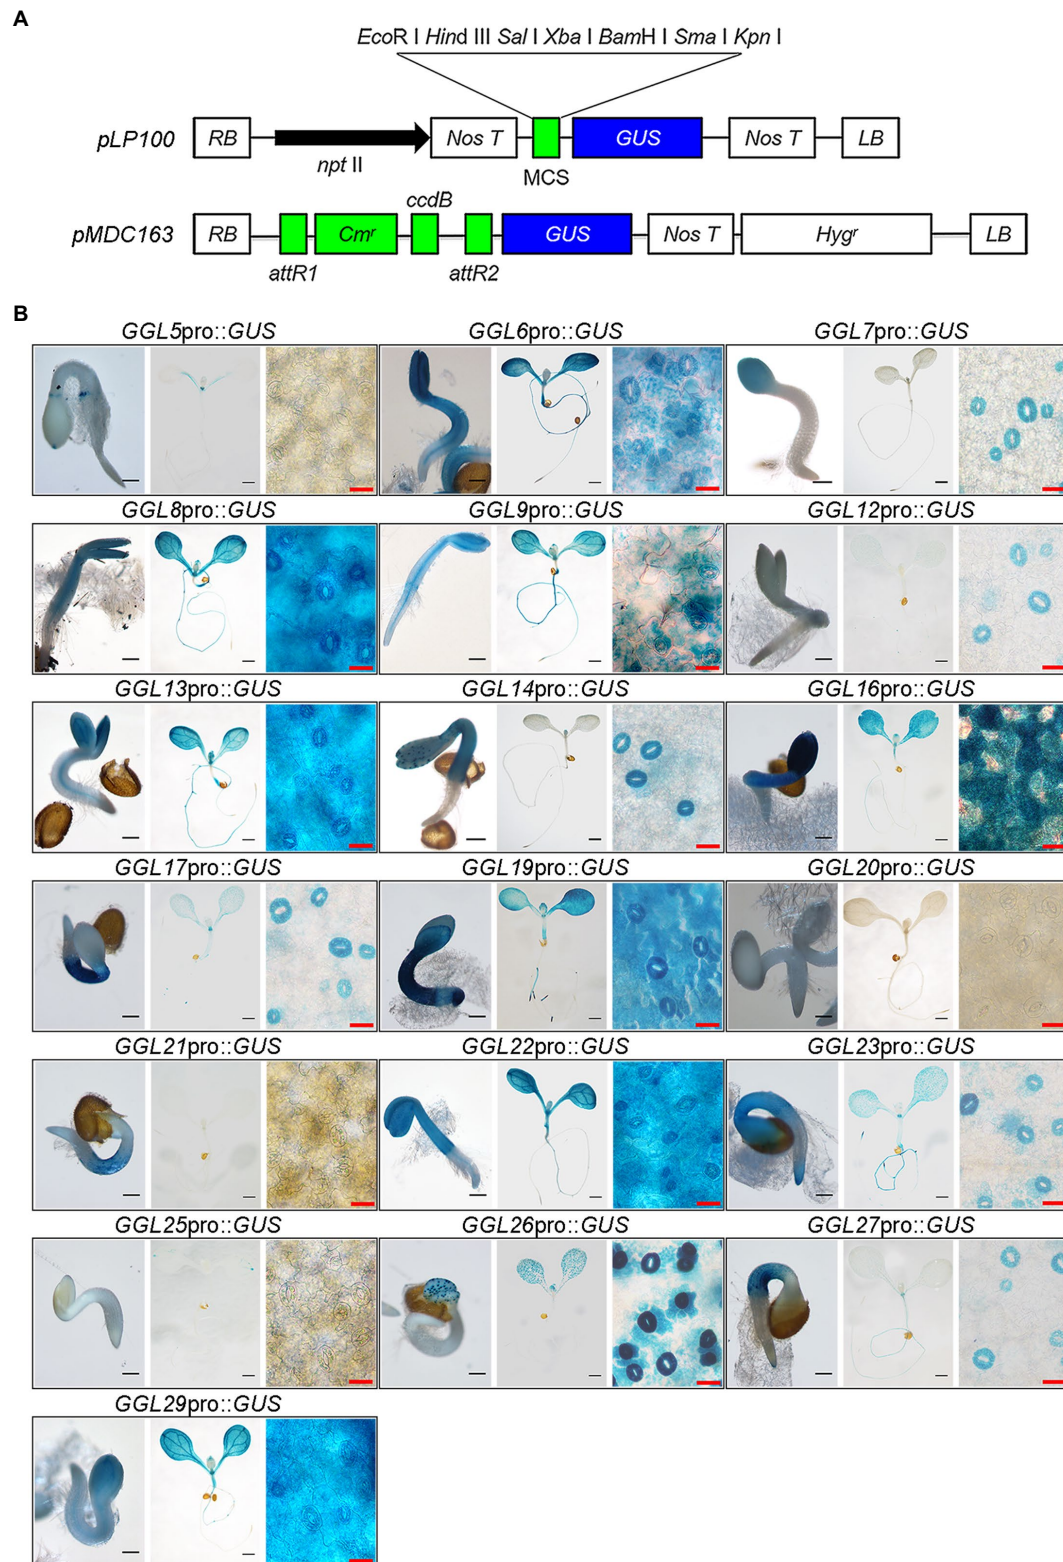 A
EcoR I Hind III Sal I Xba I BamH I Sma I Kpn I
pLP100 RB Nos T GUS Nos T LB
npt II MCS
ccdB
pMDC163 RB Cmr GUS Nos T Hygr LB
attR1 attR2
B
GGL5pro::GUS GGL6pro::GUS GGL7pro::GUS
GGL8pro::GUS GGL9pro::GUS GGL12pro::GUS
GGL13pro::GUS GGL14pro::GUS GGL16pro::GUS
GGL17pro::GUS GGL19pro::GUS GGL20pro::GUS
GGL21pro::GUS GGL22pro::GUS GGL23pro::GUS
GGL25pro::GUS GGL26pro::GUS GGL27pro::GUS
GGL29pro::GUS